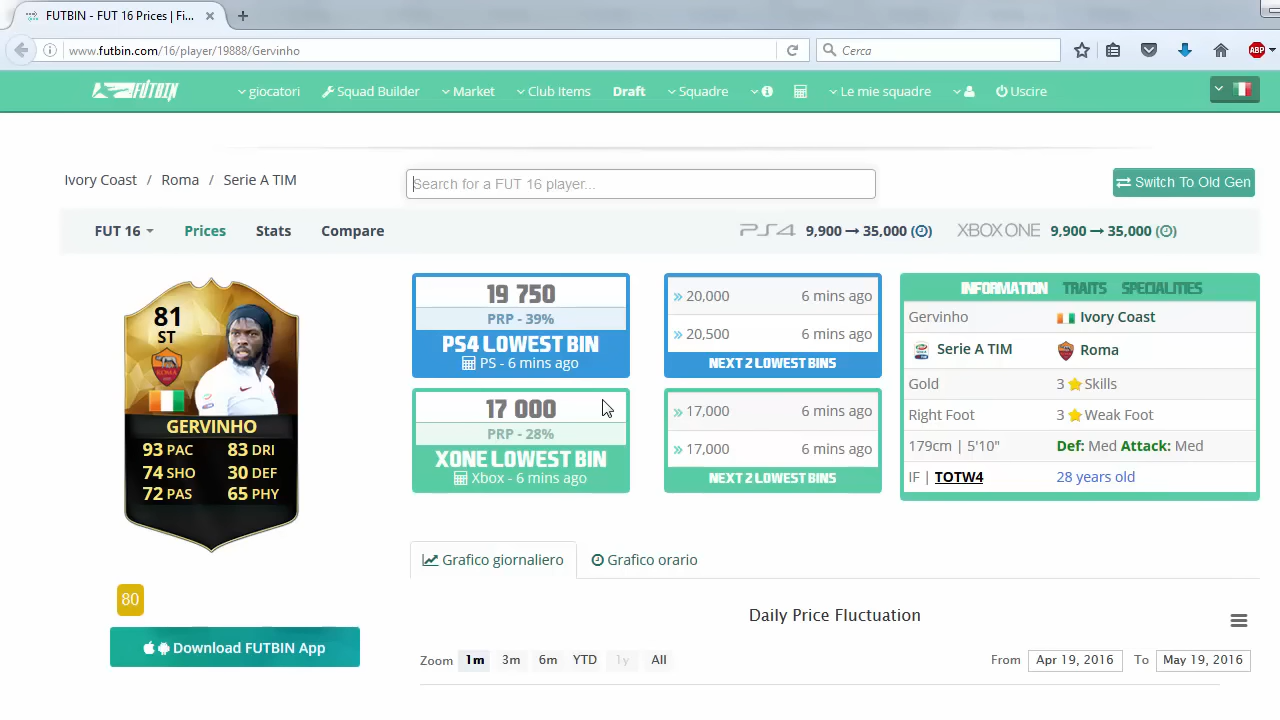 FUTBIN - FUT 16 Prices | Fi...
www.futbin.com/16/player/19888/Gervinho
Cerca
ABP
FUTBIN
giocatori
Squad Builder
Market
Club Items
Draft
Squadre
Le mie squadre
Uscire
Ivory Coast / Roma / Serie A TIM
Search for a FUT 16 player...
Switch To Old Gen
FUT 16
Prices
Stats
Compare
PS4 9,900 → 35,000
XBOX ONE 9,900 → 35,000
81
ST
ROMA
GERVINHO
93 PAC 83 DRI
74 SHO 30 DEF
72 PAS 65 PHY
80
Download FUTBIN App
19 750
PRP - 39%
PS4 LOWEST BIN
PS - 6 mins ago
» 20,000 6 mins ago
» 20,500 6 mins ago
NEXT 2 LOWEST BINS
17 000
PRP - 28%
XONE LOWEST BIN
Xbox - 6 mins ago
» 17,000 6 mins ago
» 17,000 6 mins ago
NEXT 2 LOWEST BINS
INFORMATION TRAITS SPECIALITIES
Gervinho Ivory Coast
Serie A TIM Roma
Gold 3 Skills
Right Foot 3 Weak Foot
179cm | 5'10" Def: Med Attack: Med
IF | TOTW4 28 years old
Grafico giornaliero
Grafico orario
Daily Price Fluctuation
Zoom 1m 3m 6m YTD 1y All
From Apr 19, 2016 To May 19, 2016